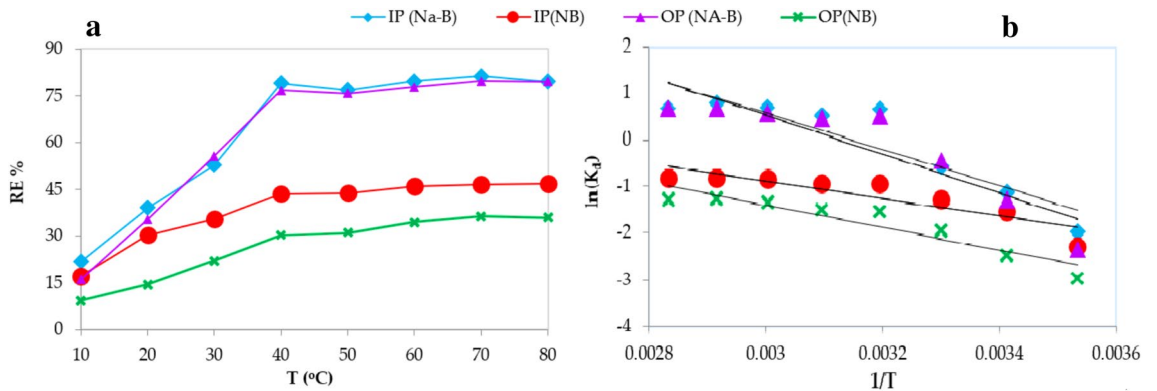 IP (Na-B) IP(NB) OP (NA-B) OP(NB)
a
90
75
60
45
30
15
0
RE %
10 20 30 40 50 60 70 80
T (°C)
b
2
1
0
-1
-2
-3
-4
ln(Kd)
0.0028 0.003 0.0032 0.0034 0.0036
1/T